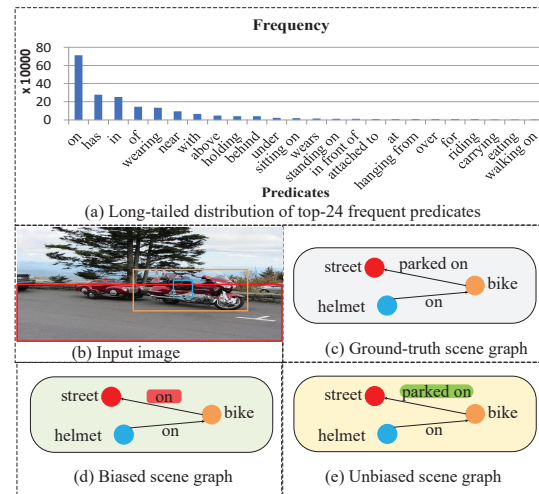 Frequency
x 10000
80
60
40
20
0
on
has
in
of
wearing
near
with
above
holding
behind
under
sitting on
wears
standing on
in front of
attached to
at
hanging from
over
for
riding
carrying
eating
walking on
Predicates
(a) Long-tailed distribution of top-24 frequent predicates
(b) Input image
street
parked on
bike
helmet
on
(c) Ground-truth scene graph
street
on
bike
helmet
on
(d) Biased scene graph
street
parked on
bike
helmet
on
(e) Unbiased scene graph